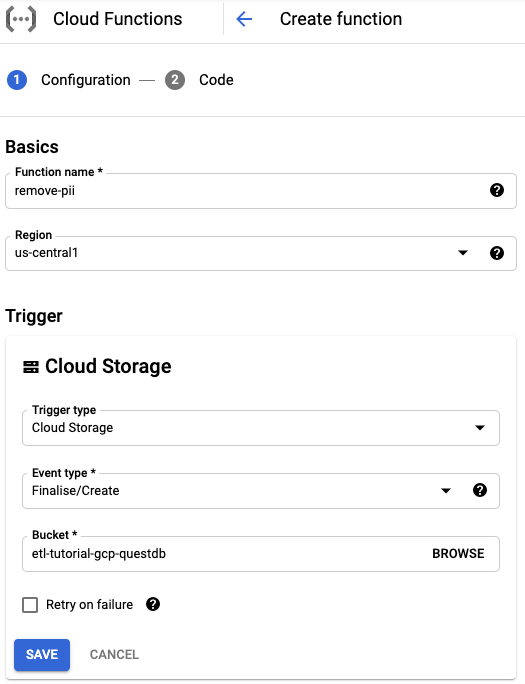 Cloud Functions
Create function
1 Configuration — 2 Code
Basics
Function name *
remove-pii
Region
us-central1
Trigger
Cloud Storage
Trigger type
Cloud Storage
Event type *
Finalise/Create
Bucket *
etl-tutorial-gcp-questdb BROWSE
Retry on failure
SAVE CANCEL